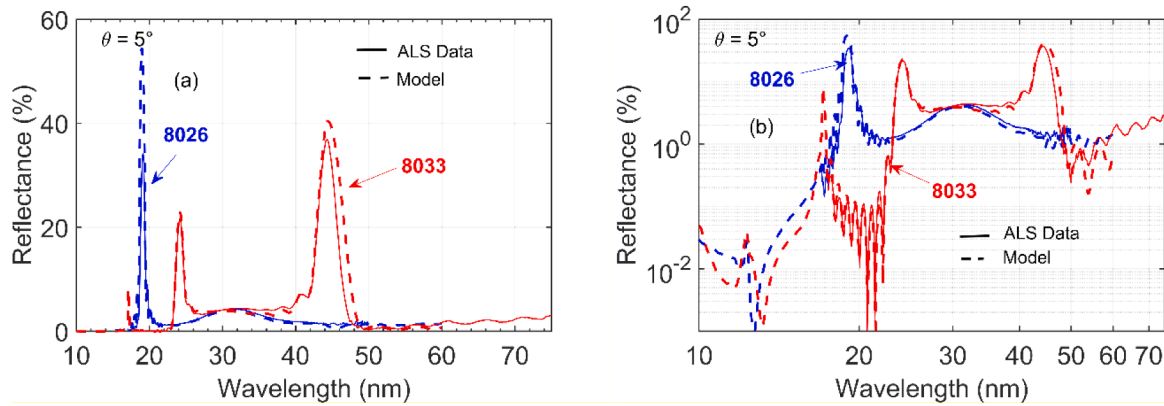 60
40
20
0
Reflectance (%)
θ = 5°
(a)
ALS Data
Model
8026
8033
10 20 30 40 50 60 70
Wavelength (nm)
10²
10⁰
10⁻²
Reflectance (%)
θ = 5°
8026
(b)
8033
ALS Data
Model
10 20 30 40 50 60 70
Wavelength (nm)